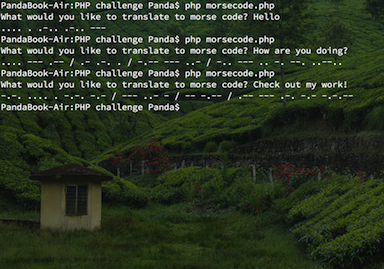 PandaBook-Air:PHP challenge Panda$ php morsecode.php
What would you like to translate to morse code? Hello
.... . .-.. .-.. ---
PandaBook-Air:PHP challenge Panda$ php morsecode.php
What would you like to translate to morse code? How are you doing?
.... --- .-- / .- .-. . / -.-- --- ..- / -.. --- .. -. --. ..--..
PandaBook-Air:PHP challenge Panda$ php morsecode.php
What would you like to translate to morse code? Check out my work!
-.-. .... . -.-. -.- / --- ..- - / -- -.-- / .-- --- .-. -.- -.-.--
PandaBook-Air:PHP challenge Panda$